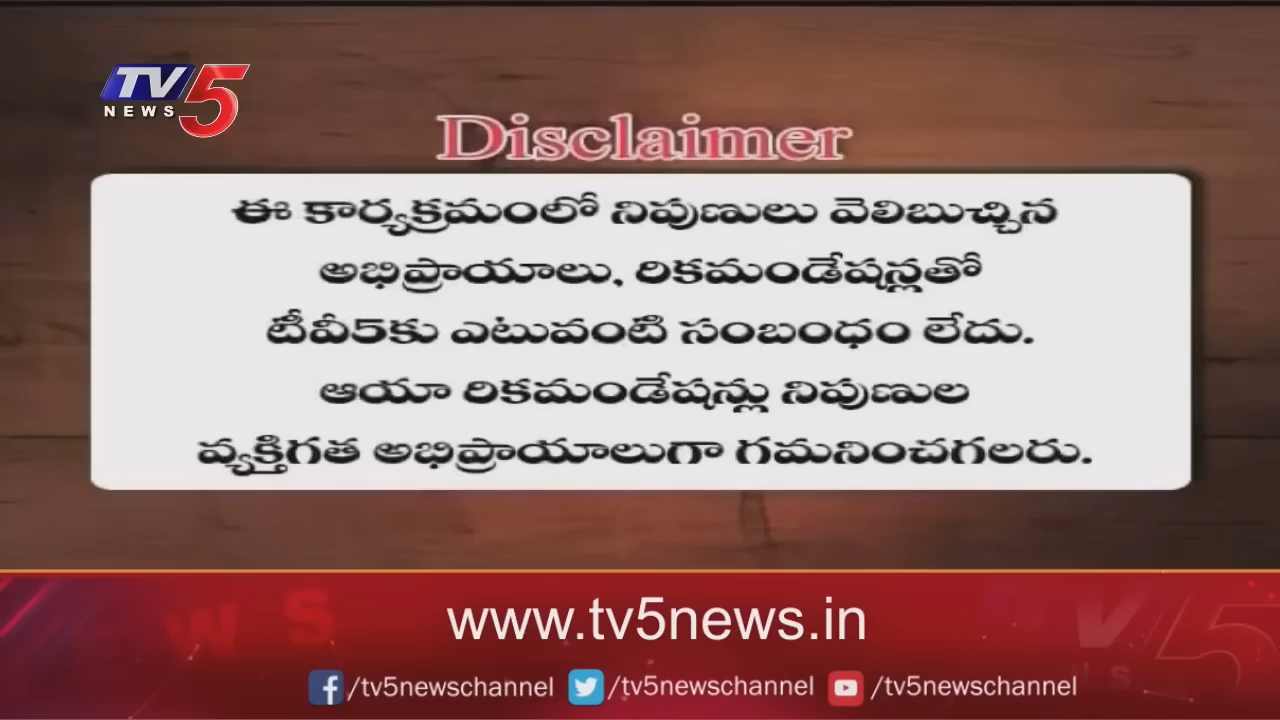 TV5
NEWS
Disclaimer
ఈ కార్యక్రమంలో నిపుణులు వెలిబుచ్చిన
అభిప్రాయాలు, రికమండేషన్లతో
టీవీ5కు ఎటువంటి సంబంధం లేదు.
ఆయా రికమండేషన్లు నిపుణుల
వ్యక్తిగత అభిప్రాయాలుగా గమనించగలరు.
www.tv5news.in
/tv5newschannel /tv5newschannel /tv5newschannel